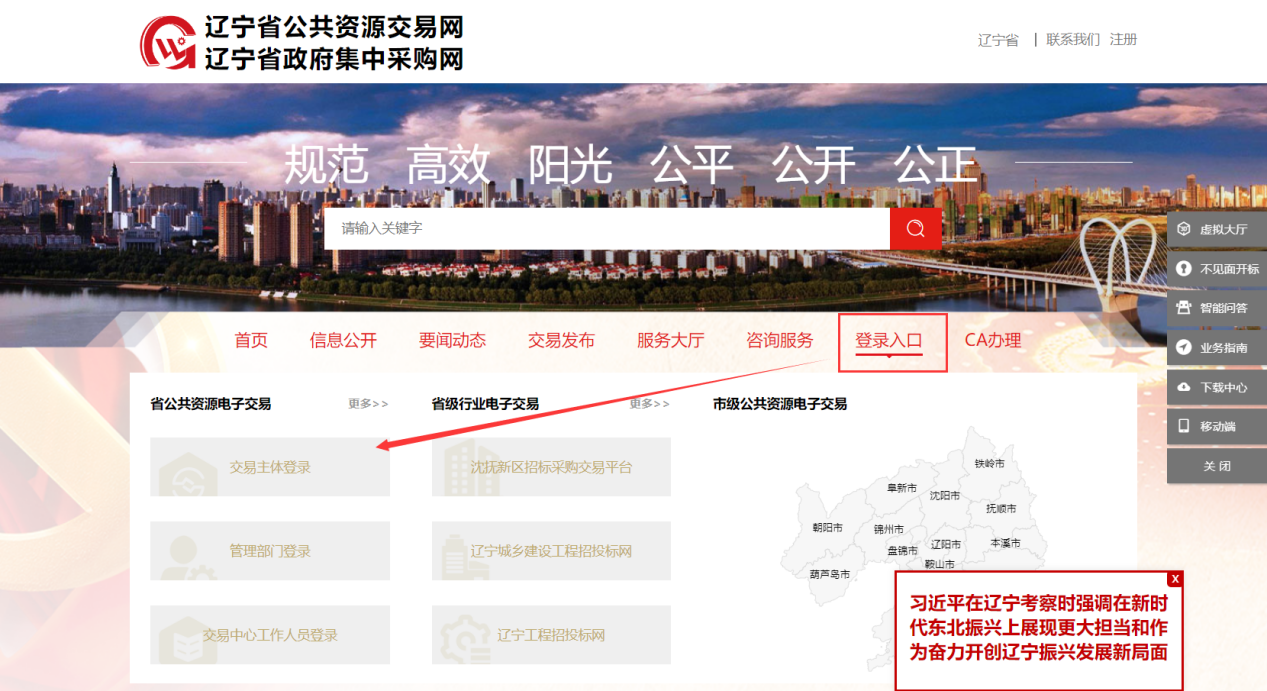 辽宁省公共资源交易网
辽宁省政府集中采购网
辽宁省 | 联系我们 注册
规范 高效 阳光 公平 公开 公正
请输入关键字
虚拟大厅
不见面开标
智能问答
业务指南
下载中心
移动端
关闭
首页 信息公开 要闻动态 交易发布 服务大厅 咨询服务 登录入口 CA办理
省公共资源电子交易 更多>>
省级行业电子交易 更多>>
市级公共资源电子交易
交易主体登录
沈抚新区招标采购交易平台
管理部门登录
辽宁城乡建设工程招投标网
交易中心工作人员登录
辽宁工程招投标网
铁岭市
阜新市
沈阳市
抚顺市
朝阳市
锦州市
辽阳市
本溪市
盘锦市
鞍山市
葫芦岛市
X
习近平在辽宁考察时强调在新时
代东北振兴上展现更大担当和作
为奋力开创辽宁振兴发展新局面